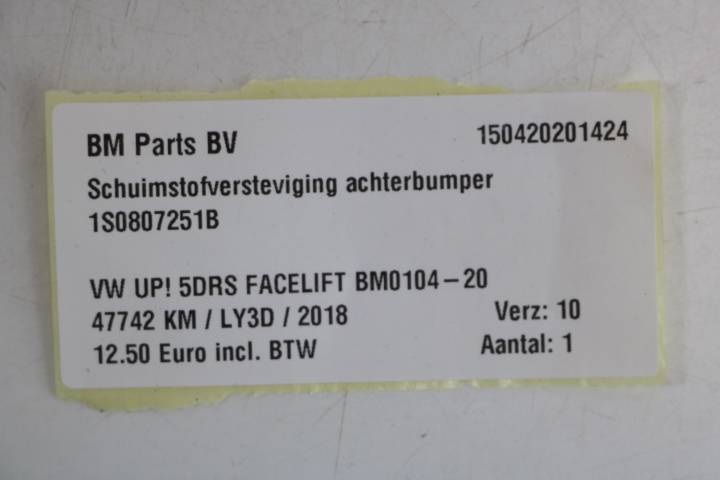 BM Parts BV 150420201424
Schuimstofversteviging achterbumper
1S0807251B
VW UP! 5DRS FACELIFT BM0104-20
47742 KM / LY3D / 2018 Verz: 10
12.50 Euro incl. BTW Aantal: 1